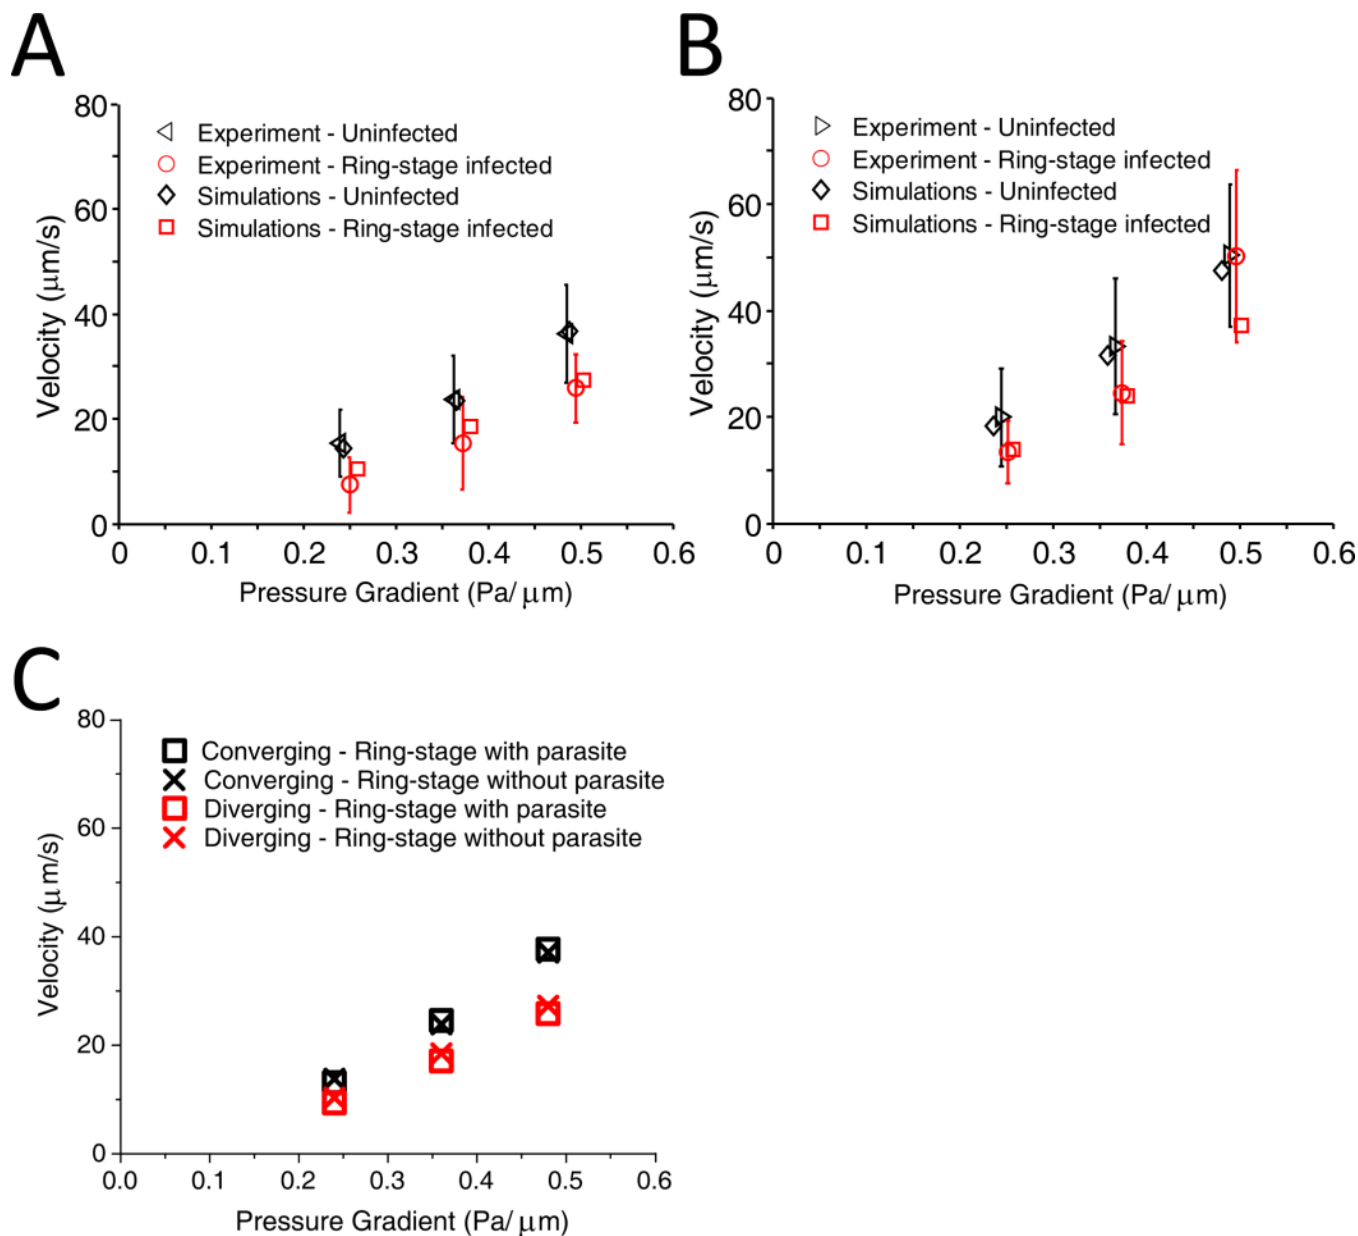 A
80
60
40
20
0
Velocity (μm/s)
Experiment - Uninfected
Experiment - Ring-stage infected
Simulations - Uninfected
Simulations - Ring-stage infected
0 0.1 0.2 0.3 0.4 0.5 0.6
Pressure Gradient (Pa/ μm)
B
80
60
40
20
0
Velocity (μm/s)
Experiment - Uninfected
Experiment - Ring-stage infected
Simulations - Uninfected
Simulations - Ring-stage infected
0 0.1 0.2 0.3 0.4 0.5 0.6
Pressure Gradient (Pa/ μm)
C
80
60
40
20
0
Velocity (μm/s)
Converging - Ring-stage with parasite
Converging - Ring-stage without parasite
Diverging - Ring-stage with parasite
Diverging - Ring-stage without parasite
0.0 0.1 0.2 0.3 0.4 0.5 0.6
Pressure Gradient (Pa/ μm)